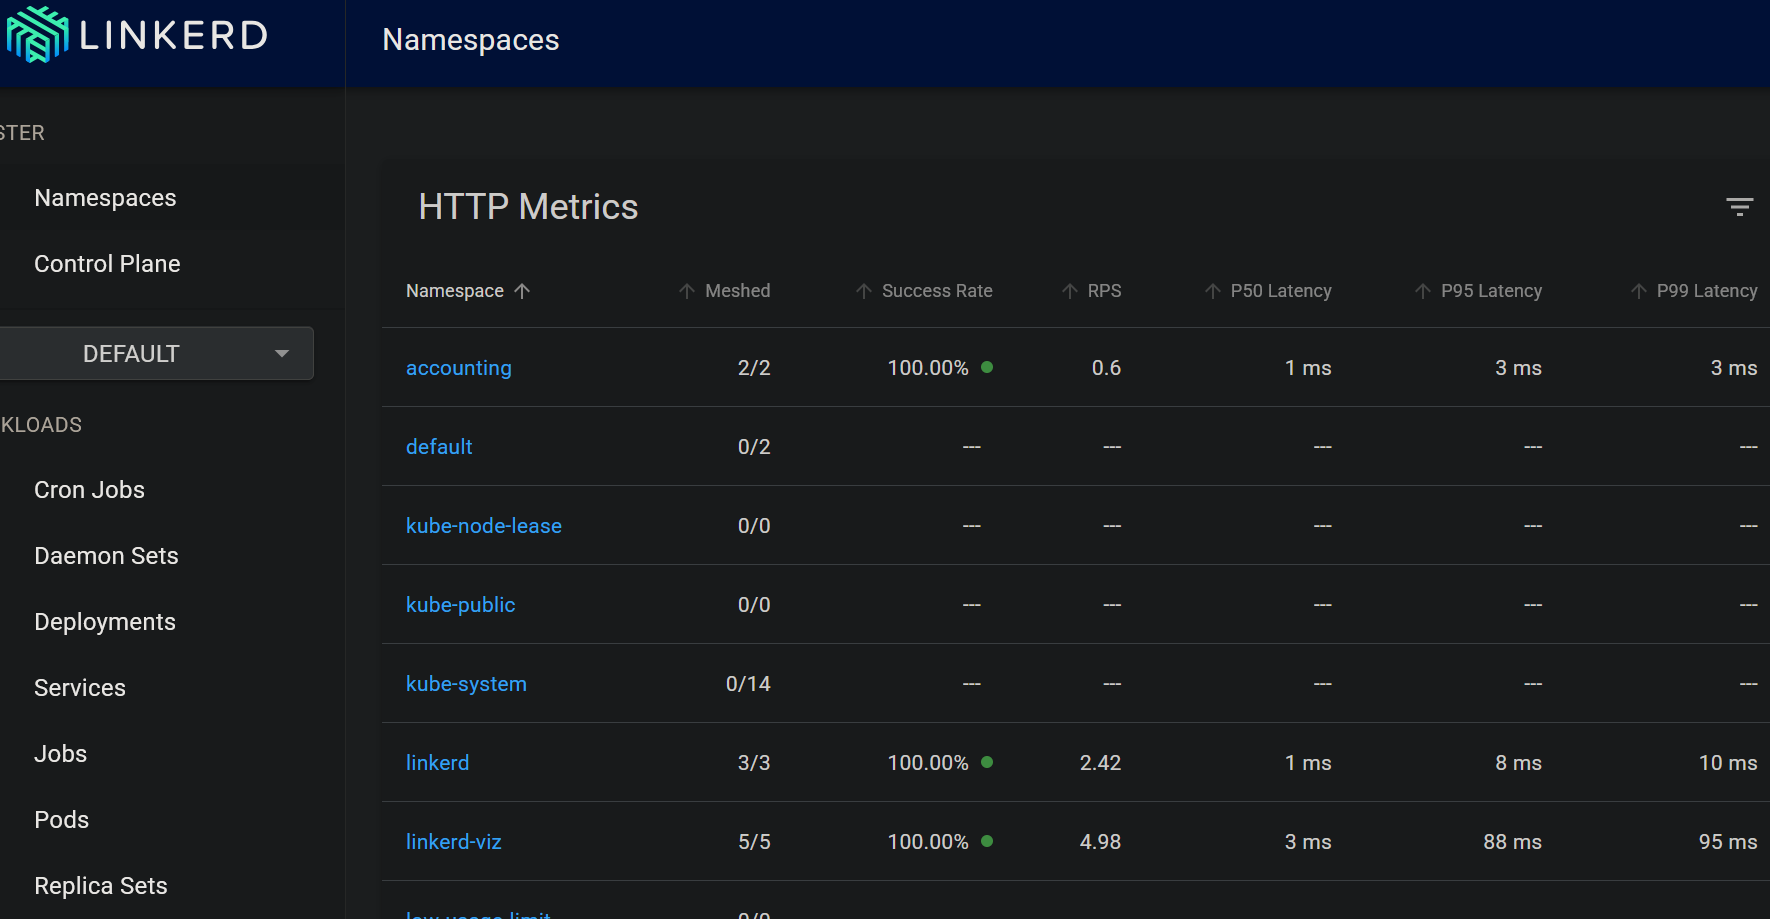 LINKERD
Namespaces
STER
Namespaces
Control Plane
DEFAULT
KLOADS
Cron Jobs
Daemon Sets
Deployments
Services
Jobs
Pods
Replica Sets
HTTP Metrics
Namespace Meshed Success Rate RPS P50 Latency P95 Latency P99 Latency
accounting 2/2 100.00% 0.6 1 ms 3 ms 3 ms
default 0/2 --- --- --- --- ---
kube-node-lease 0/0 --- --- --- --- ---
kube-public 0/0 --- --- --- --- ---
kube-system 0/14 --- --- --- --- ---
linkerd 3/3 100.00% 2.42 1 ms 8 ms 10 ms
linkerd-viz 5/5 100.00% 4.98 3 ms 88 ms 95 ms
low-usage-limit 0/0